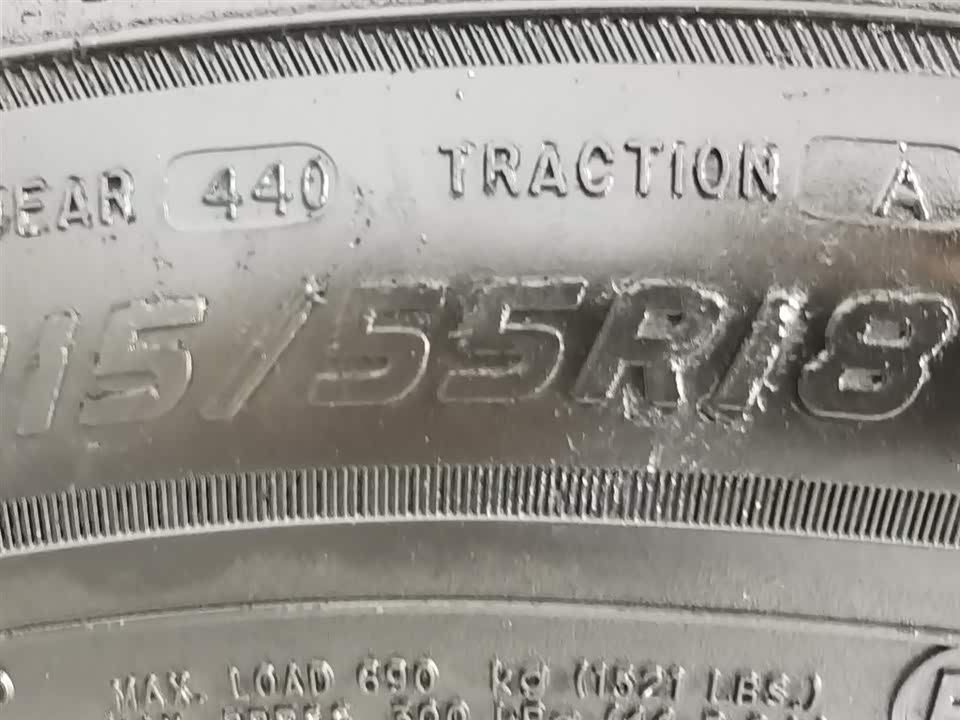 EAR 440 TRACTION A
15/55R18
MAX. LOAD 690 kg (1521 LBS.)